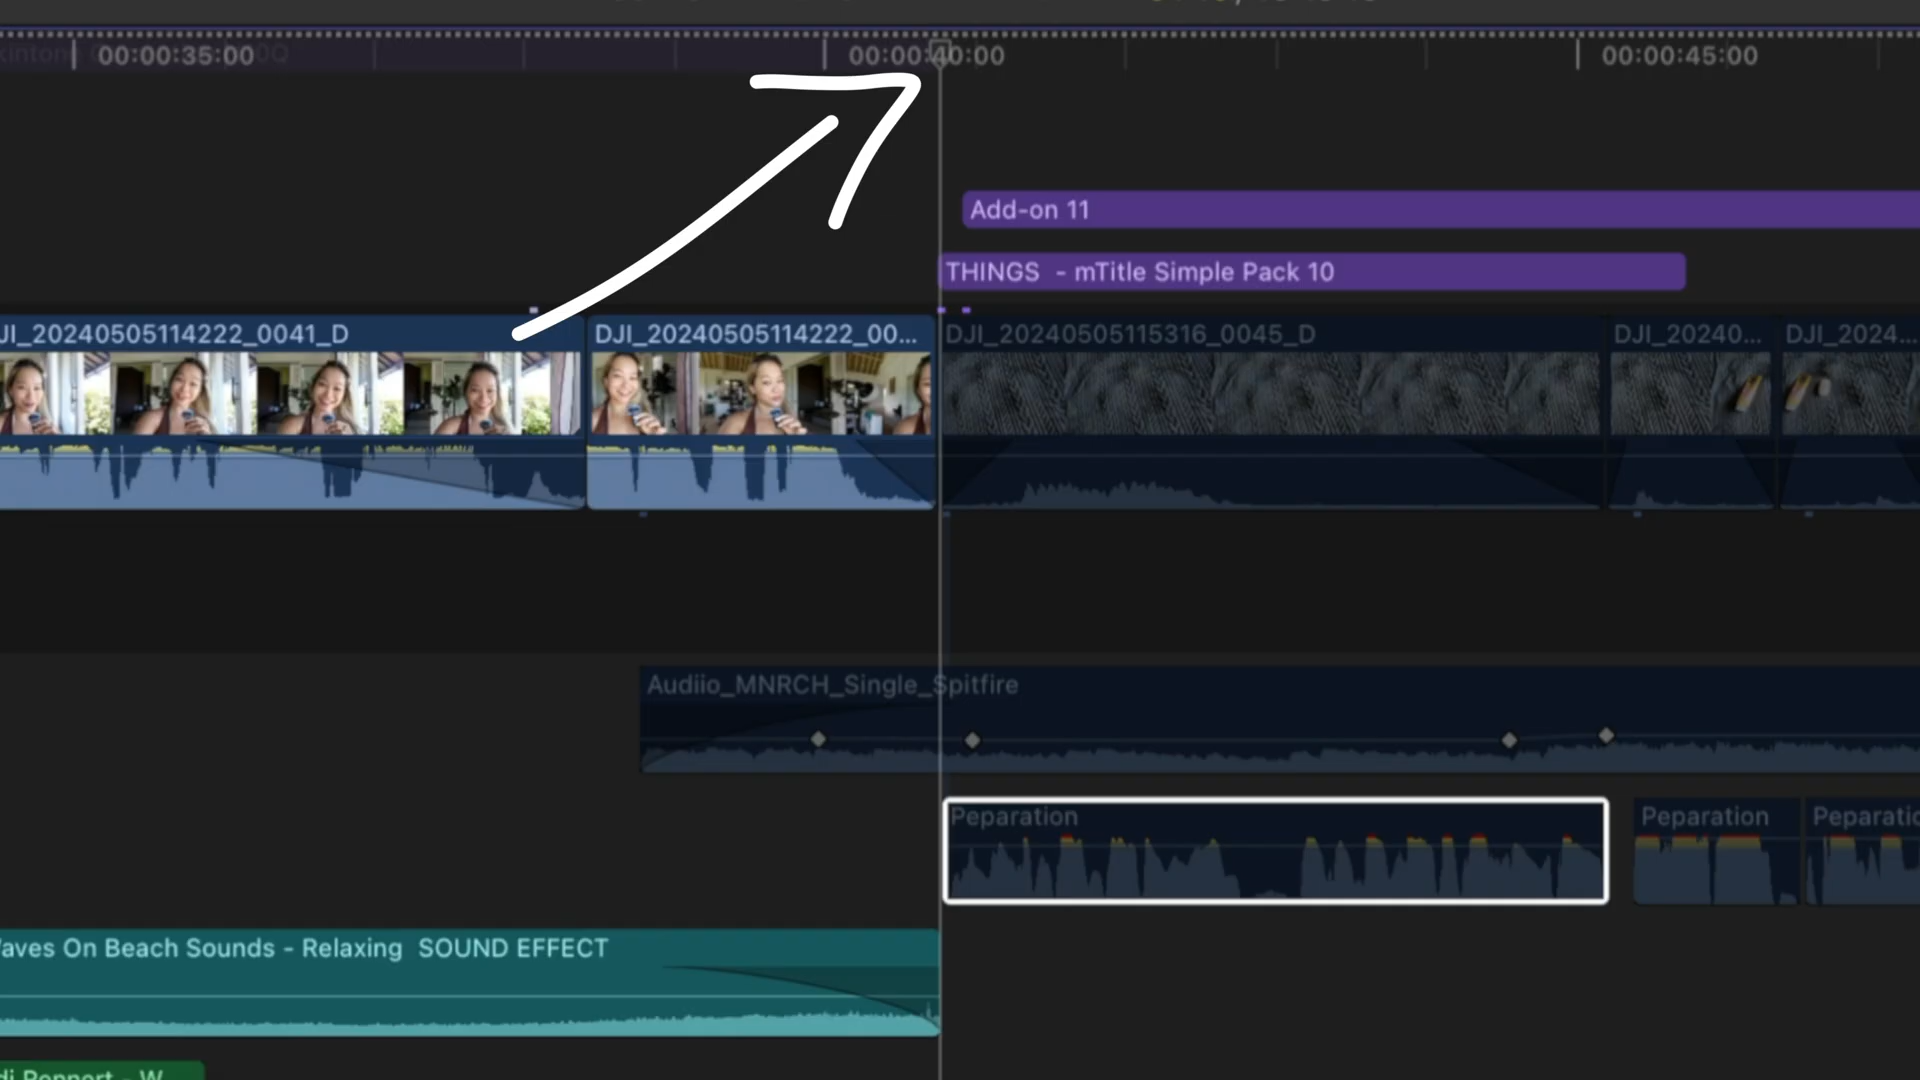 00:00:35:00
00:00:40:00
00:00:45:00
Add-on 11
THINGS - mTitle Simple Pack 10
JI_20240505114222_0041_D
DJI_20240505114222_00...
DJI_20240505115316_0045_D
DJI_20240...
DJI_2024...
Audiio_MNRCH_Single_Spitfire
Peparation
Peparation
Peparatio
aves On Beach Sounds - Relaxing SOUND EFFECT